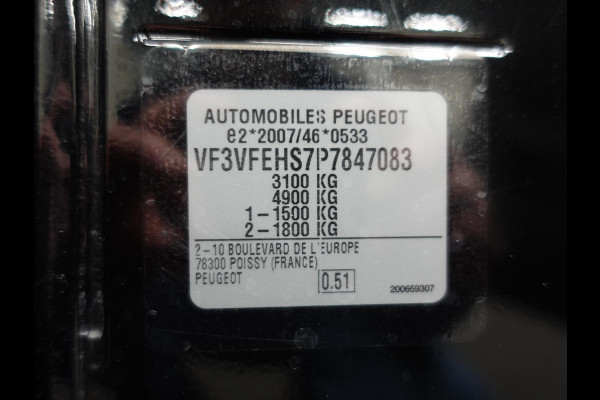 AUTOMOBILES PEUGEOT
e2*2007/46*0533
VF3VFEHS7P7847083
3100 KG
4900 KG
1-1500 KG
2-1800 KG
2-10 BOULEVARD DE L'EUROPE
78300 POISSY (FRANCE)
PEUGEOT 0.51
200659307